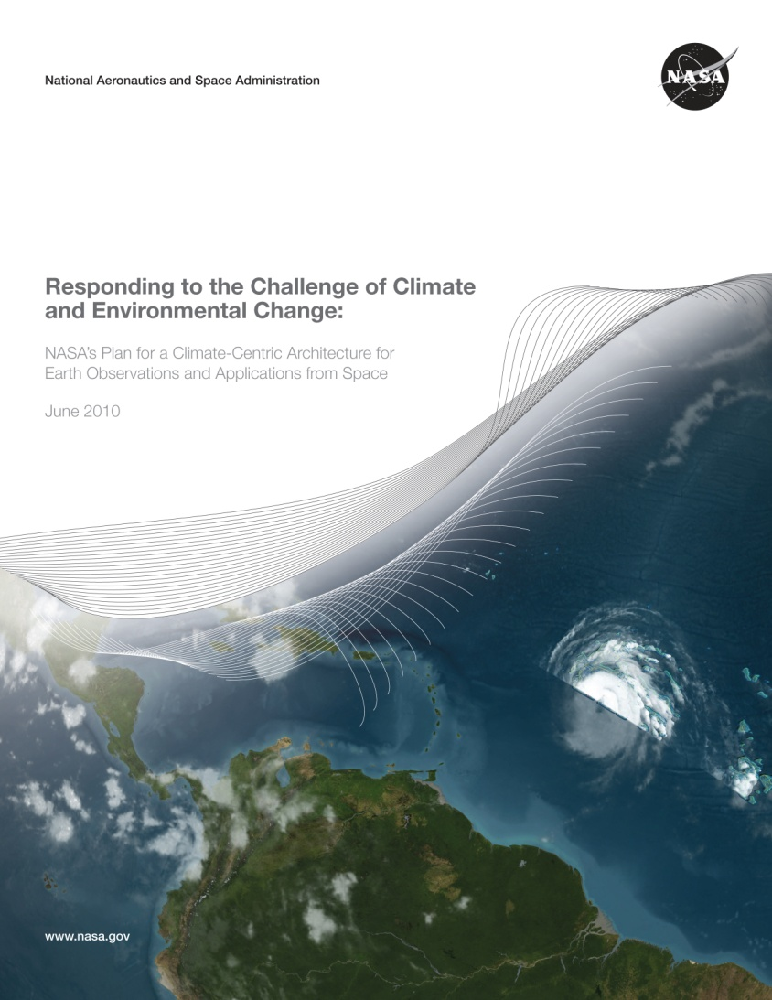 National Aeronautics and Space Administration
NASA
Responding to the Challenge of Climate
and Environmental Change:
NASA's Plan for a Climate-Centric Architecture for
Earth Observations and Applications from Space
June 2010
www.nasa.gov